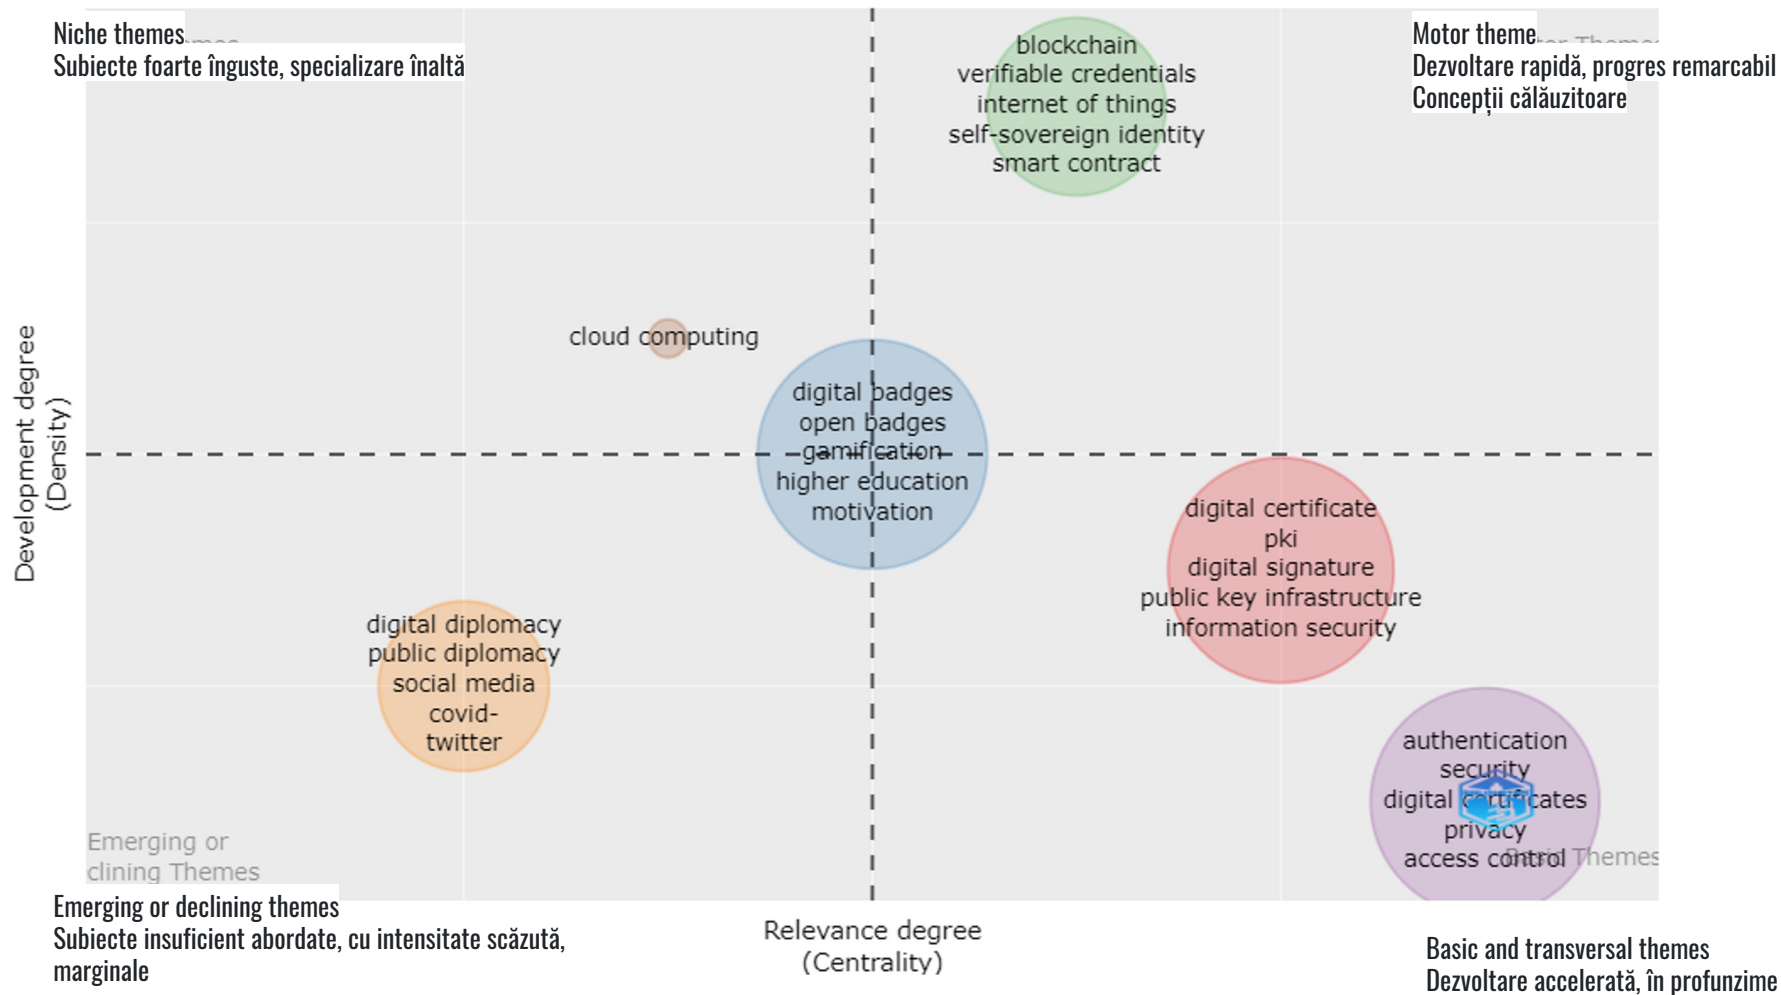 Niche themes
Subiecte foarte înguste, specializare înaltă
Motor theme
Dezvoltare rapidă, progres remarcabil
Concepții călăuzitoare
blockchain
verifiable credentials
internet of things
self-sovereign identity
smart contract
cloud computing
digital badges
open badges
gamification
higher education
motivation
digital certificate
pki
digital signature
public key infrastructure
information security
digital diplomacy
public diplomacy
social media
covid-
twitter
authentication
security
digital certificates
privacy
access control
Basic Themes
Emerging or
clining Themes
Development degree
(Density)
Relevance degree
(Centrality)
Emerging or declining themes
Subiecte insuficient abordate, cu intensitate scăzută,
marginale
Basic and transversal themes
Dezvoltare accelerată, în profunzime